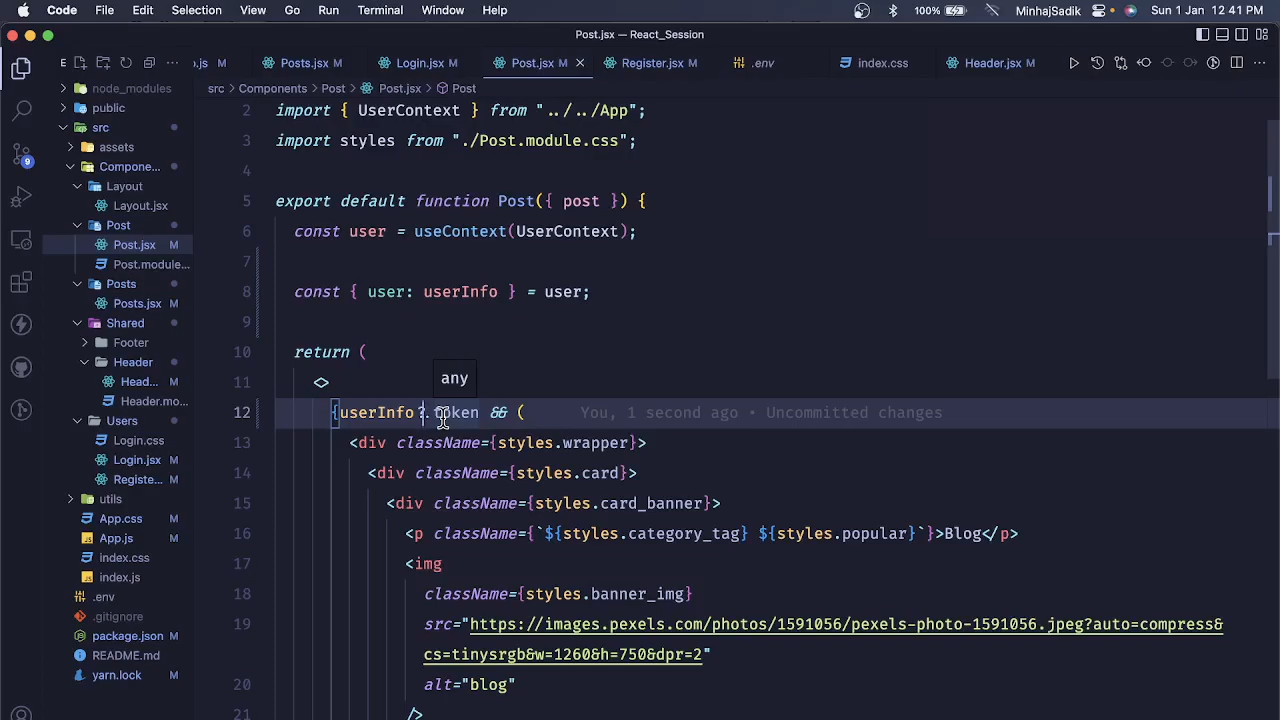 Code File Edit Selection View Go Run Terminal Window Help 100% MinhajSadik Sun 1 Jan 12:41 PM
Post.jsx — React_Session
E .js M Posts.jsx M Login.jsx M Post.jsx M Register.jsx M .env index.css Header.jsx M
src > Components > Post > Post.jsx > Post
node_modules
public
src
assets
Compone...
Layout
Layout.jsx
Post
Post.jsx M
Post.module...
Posts
Posts.jsx M
Shared
Footer
Header
Head... M
Header.mo...
Users
Login.css M
Login.jsx M
Registe... M
utils
App.css M
App.js M
index.css
index.js
.env
.gitignore
package.json M
README.md
yarn.lock M
9
2 import { UserContext } from "../../App";
3 import styles from "./Post.module.css";
4
5 export default function Post({ post }) {
6 const user = useContext(UserContext);
7
8 const { user: userInfo } = user;
9
10 return (
any
11 <>
12 {userInfo?.token && ( You, 1 second ago • Uncommitted changes
13 <div className={styles.wrapper}>
14 <div className={styles.card}>
15 <div className={styles.card_banner}>
16 <p className={`${styles.category_tag} ${styles.popular}`}>Blog</p>
17 <img
18 className={styles.banner_img}
19 src="https://images.pexels.com/photos/1591056/pexels-photo-1591056.jpeg?auto=compress&
cs=tinysrgb&w=1260&h=750&dpr=2"
20 alt="blog"
21 />